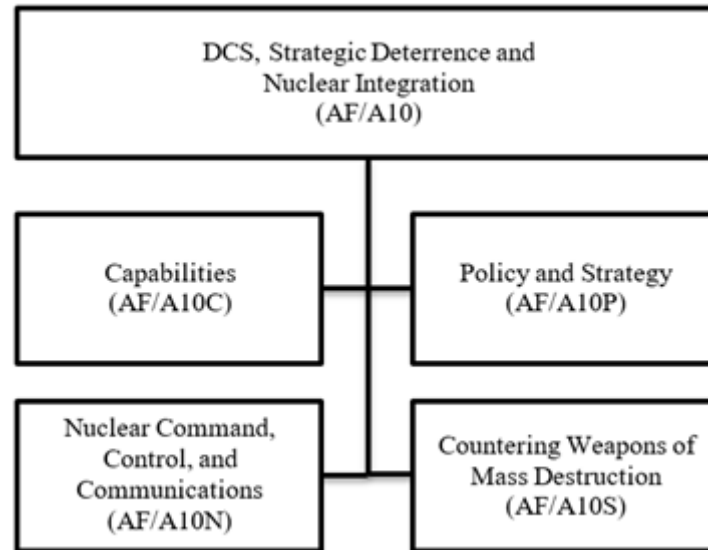 DCS, Strategic Deterrence and
Nuclear Integration
(AF/A10)
Capabilities
(AF/A10C)
Policy and Strategy
(AF/A10P)
Nuclear Command,
Control, and
Communications
(AF/A10N)
Countering Weapons of
Mass Destruction
(AF/A10S)